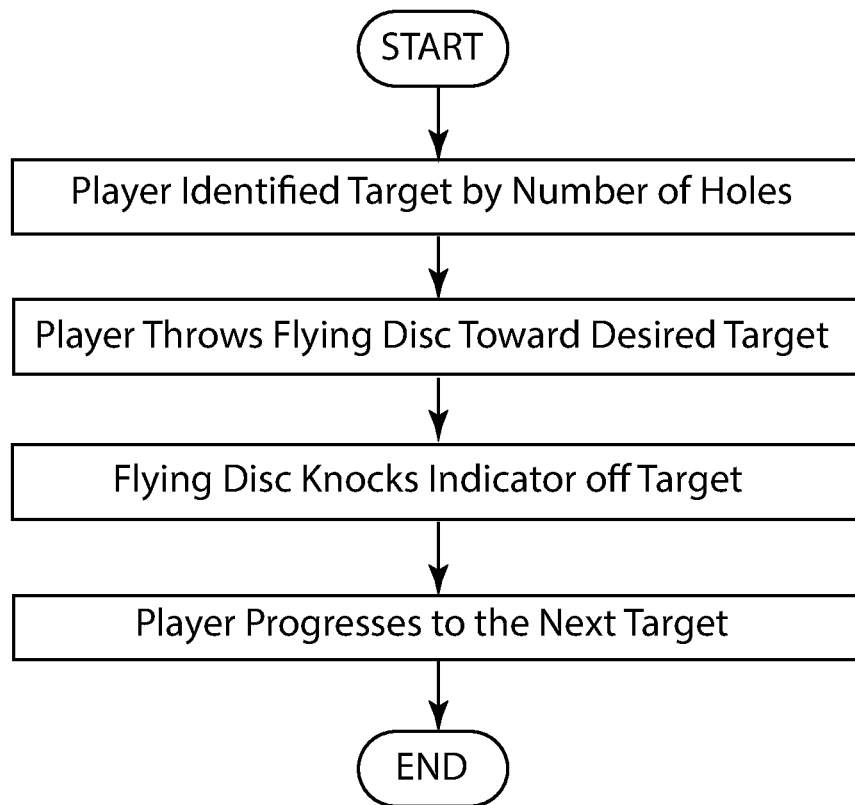 START
Player Identified Target by Number of Holes
Player Throws Flying Disc Toward Desired Target
Flying Disc Knocks Indicator off Target
Player Progresses to the Next Target
END